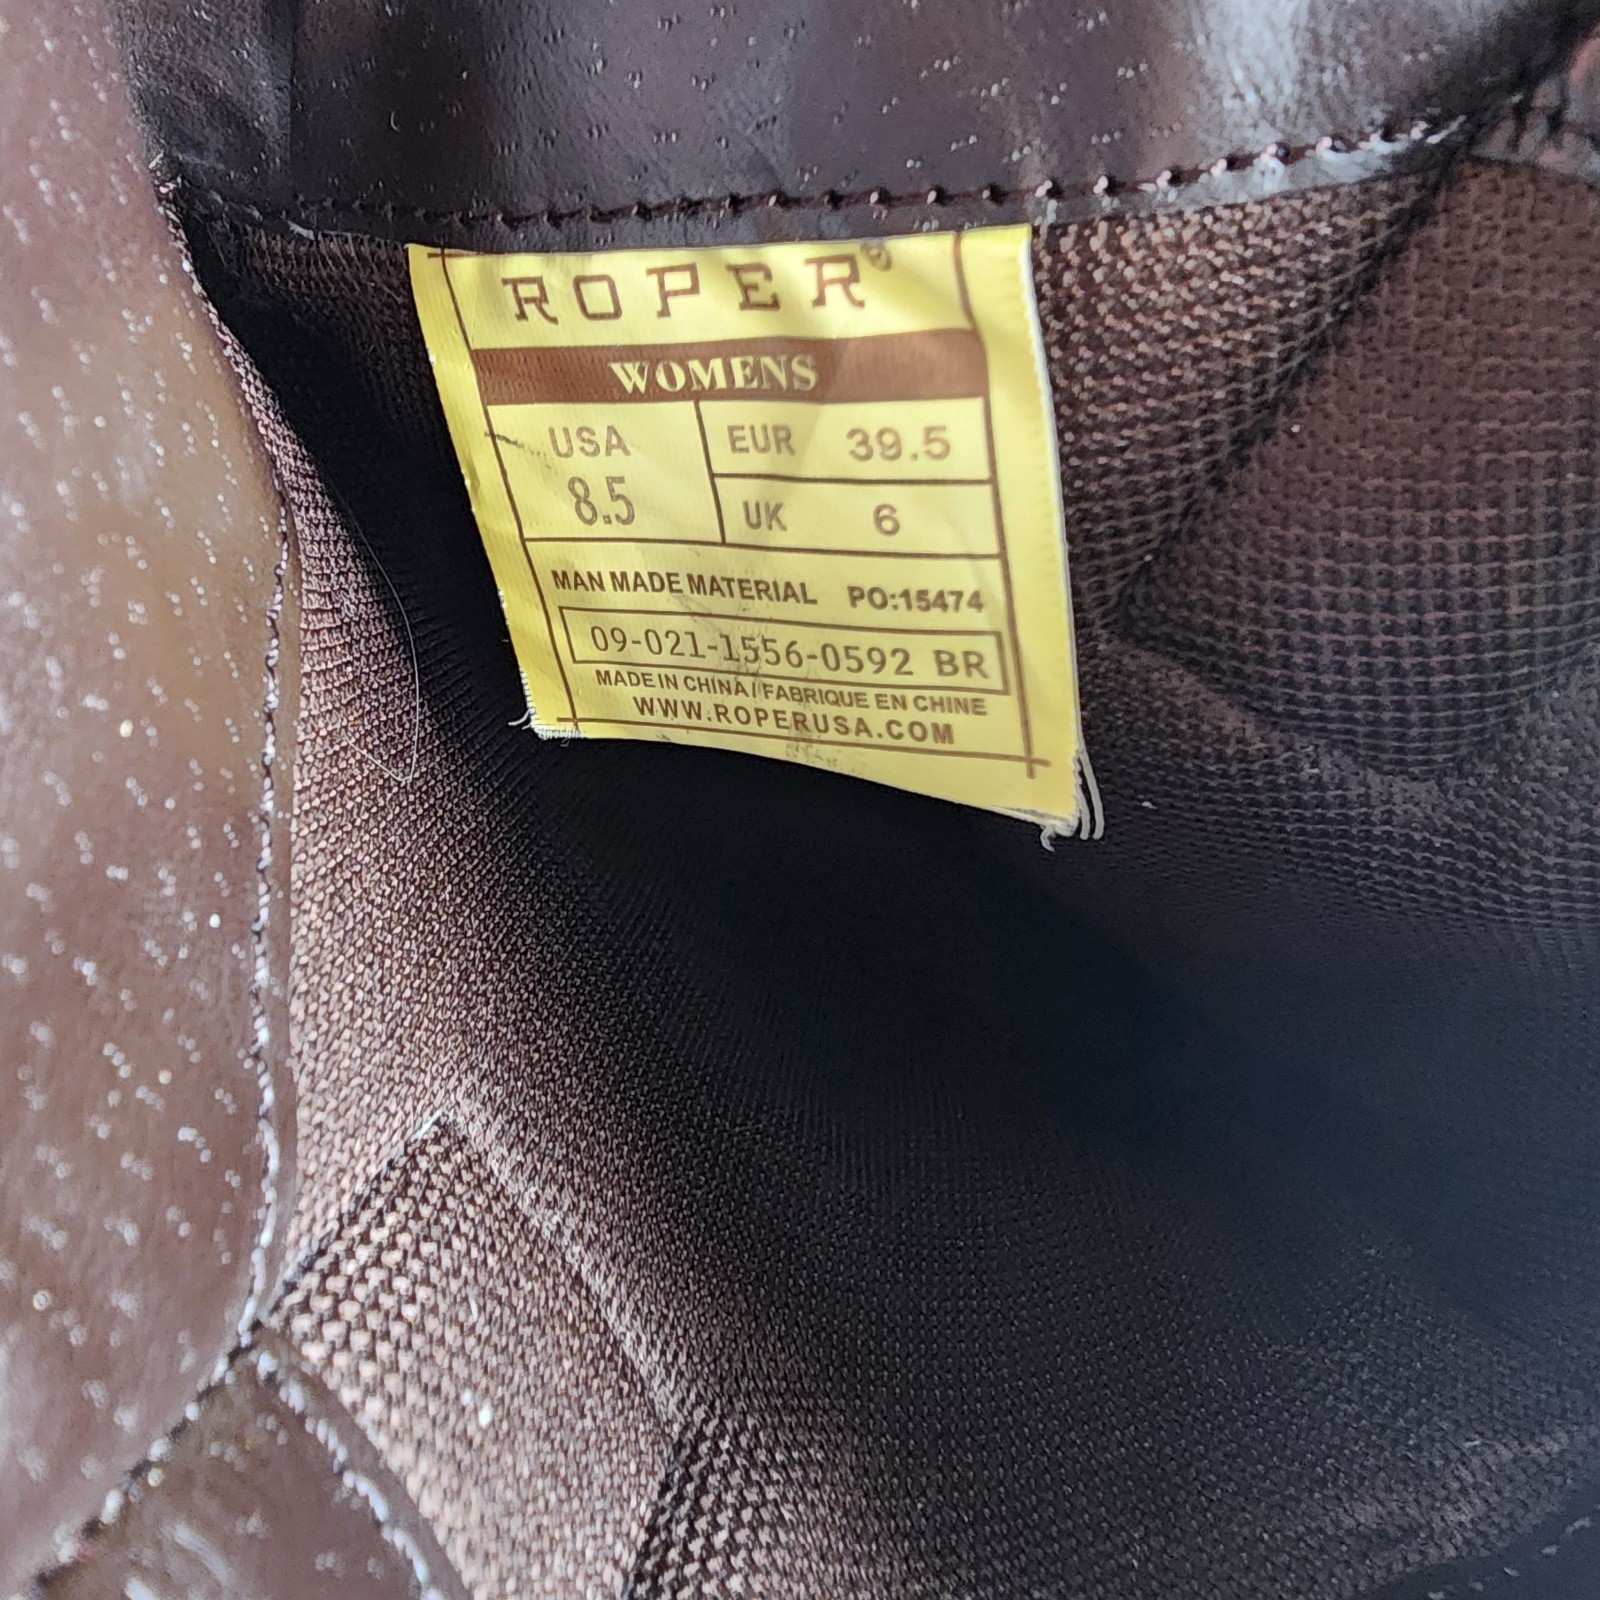 ROPER®
WOMENS
USA
8.5
EUR 39.5
UK 6
MAN MADE MATERIAL PO:15474
09-021-1556-0592 BR
MADE IN CHINA / FABRIQUE EN CHINE
WWW.ROPERUSA.COM